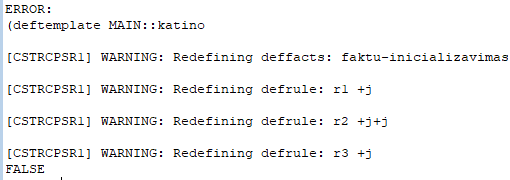 ERROR:
(deftemplate MAIN::katino
[CSTRCPSR1] WARNING: Redefining deffacts: faktu-inicializavimas
[CSTRCPSR1] WARNING: Redefining defrule: r1 +j
[CSTRCPSR1] WARNING: Redefining defrule: r2 +j+j
[CSTRCPSR1] WARNING: Redefining defrule: r3 +j
FALSE